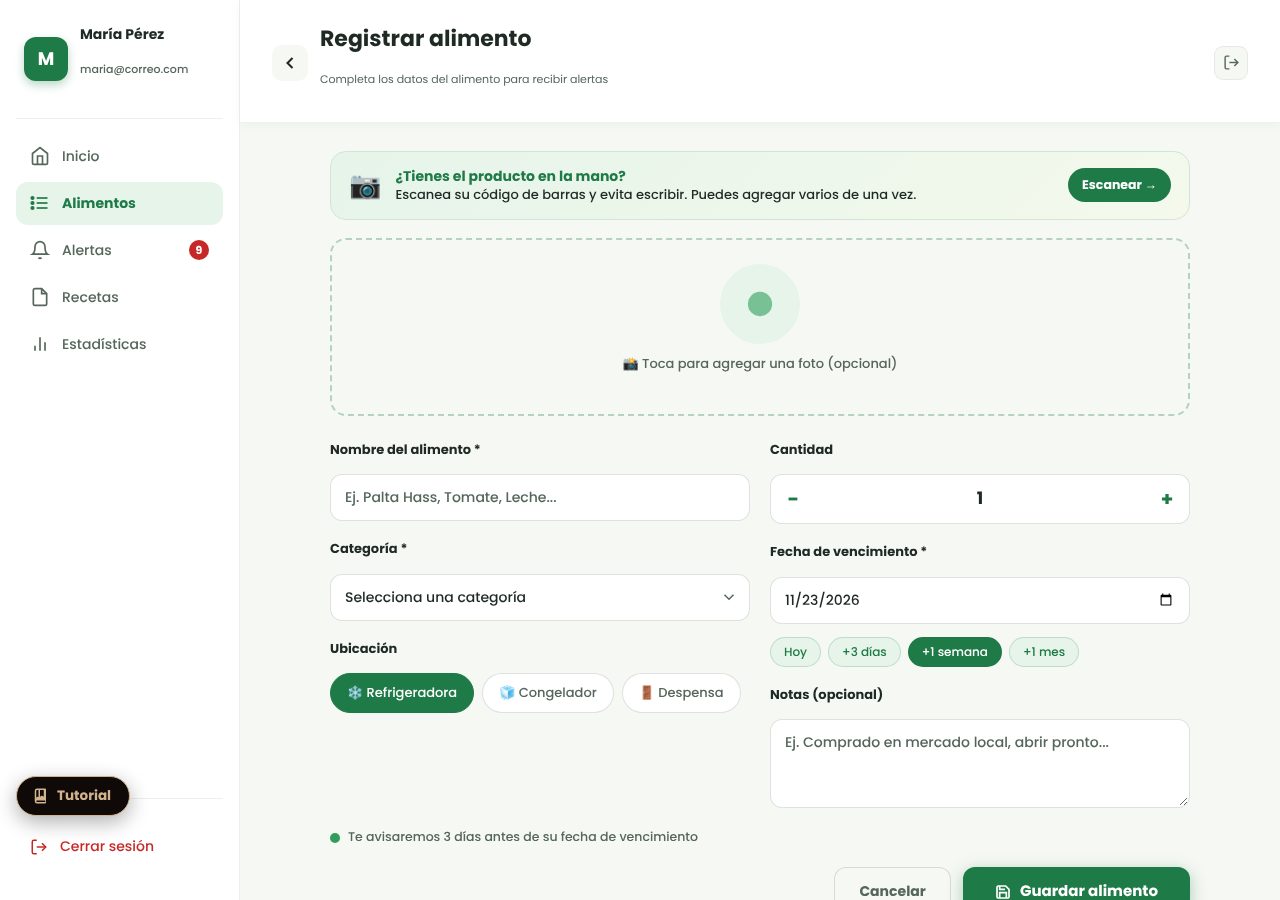 M
María Pérez
maria@correo.com
Inicio
Alimentos
Alertas
9
Recetas
Estadísticas
Tutorial
Cerrar sesión
Registrar alimento
Completa los datos del alimento para recibir alertas
¿Tienes el producto en la mano?
Escanea su código de barras y evita escribir. Puedes agregar varios de una vez.
Escanear →
📸 Toca para agregar una foto (opcional)
Nombre del alimento *
Ej. Palta Hass, Tomate, Leche...
Categoría *
Selecciona una categoría
Ubicación
❄️ Refrigeradora
🧊 Congelador
🚪 Despensa
Cantidad
− 1 +
Fecha de vencimiento *
11/23/2026
Hoy
+3 días
+1 semana
+1 mes
Notas (opcional)
Ej. Comprado en mercado local, abrir pronto...
Te avisaremos 3 días antes de su fecha de vencimiento
Cancelar
Guardar alimento